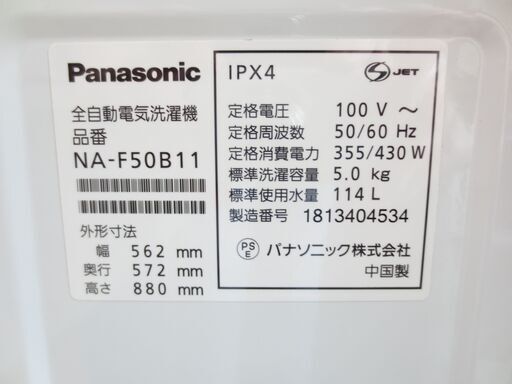 Panasonic
全自動電気洗濯機
品番
NA-F50B11
外形寸法
幅 562 mm
奥行 572 mm
高さ 880 mm
IPX4
S JET
定格電圧 100 V ～
定格周波数 50/60 Hz
定格消費電力 355/430 W
標準洗濯容量 5.0 kg
標準使用水量 114 L
製造番号 1813404534
PS E パナソニック株式会社
中国製